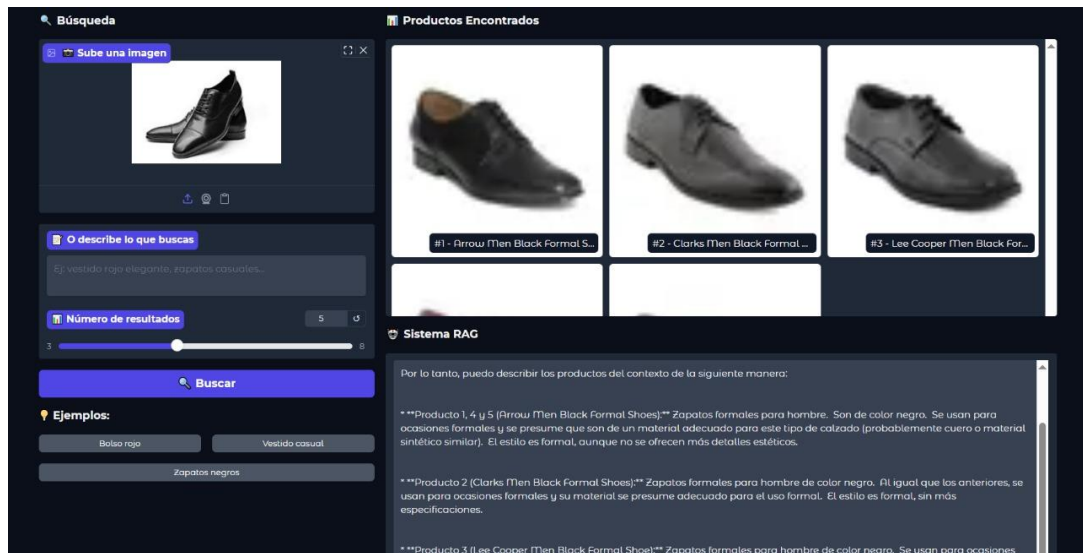 Búsqueda
Sube una imagen
O describe lo que buscas
Ej: vestido rojo elegante, zapatos casuales...
Número de resultados
5
3
8
Buscar
Ejemplos:
Bolso rojo
Vestido casual
Zapatos negros
Productos Encontrados
#1 - Arrow Men Black Formal S...
#2 - Clarks Men Black Formal ...
#3 - Lee Cooper Men Black For...
Sistema RAG
Por lo tanto, puedo describir los productos del contexto de la siguiente manera:
* **Producto 1, 4 y 5 (Arrow Men Black Formal Shoes):** Zapatos formales para hombre. Son de color negro. Se usan para
ocasiones formales y se presume que son de un material adecuado para este tipo de calzado (probablemente cuero o material
sintético similar). El estilo es formal, aunque no se ofrecen más detalles estéticos.
* **Producto 2 (Clarks Men Black Formal Shoes):** Zapatos formales para hombre de color negro. Al igual que los anteriores, se
usan para ocasiones formales y su material se presume adecuado para el uso formal. El estilo es formal, sin más
especificaciones.
* **Producto 3 (Lee Cooper Men Black Formal Shoe):** Zapatos formales para hombre de color negro. Se usan para ocasiones